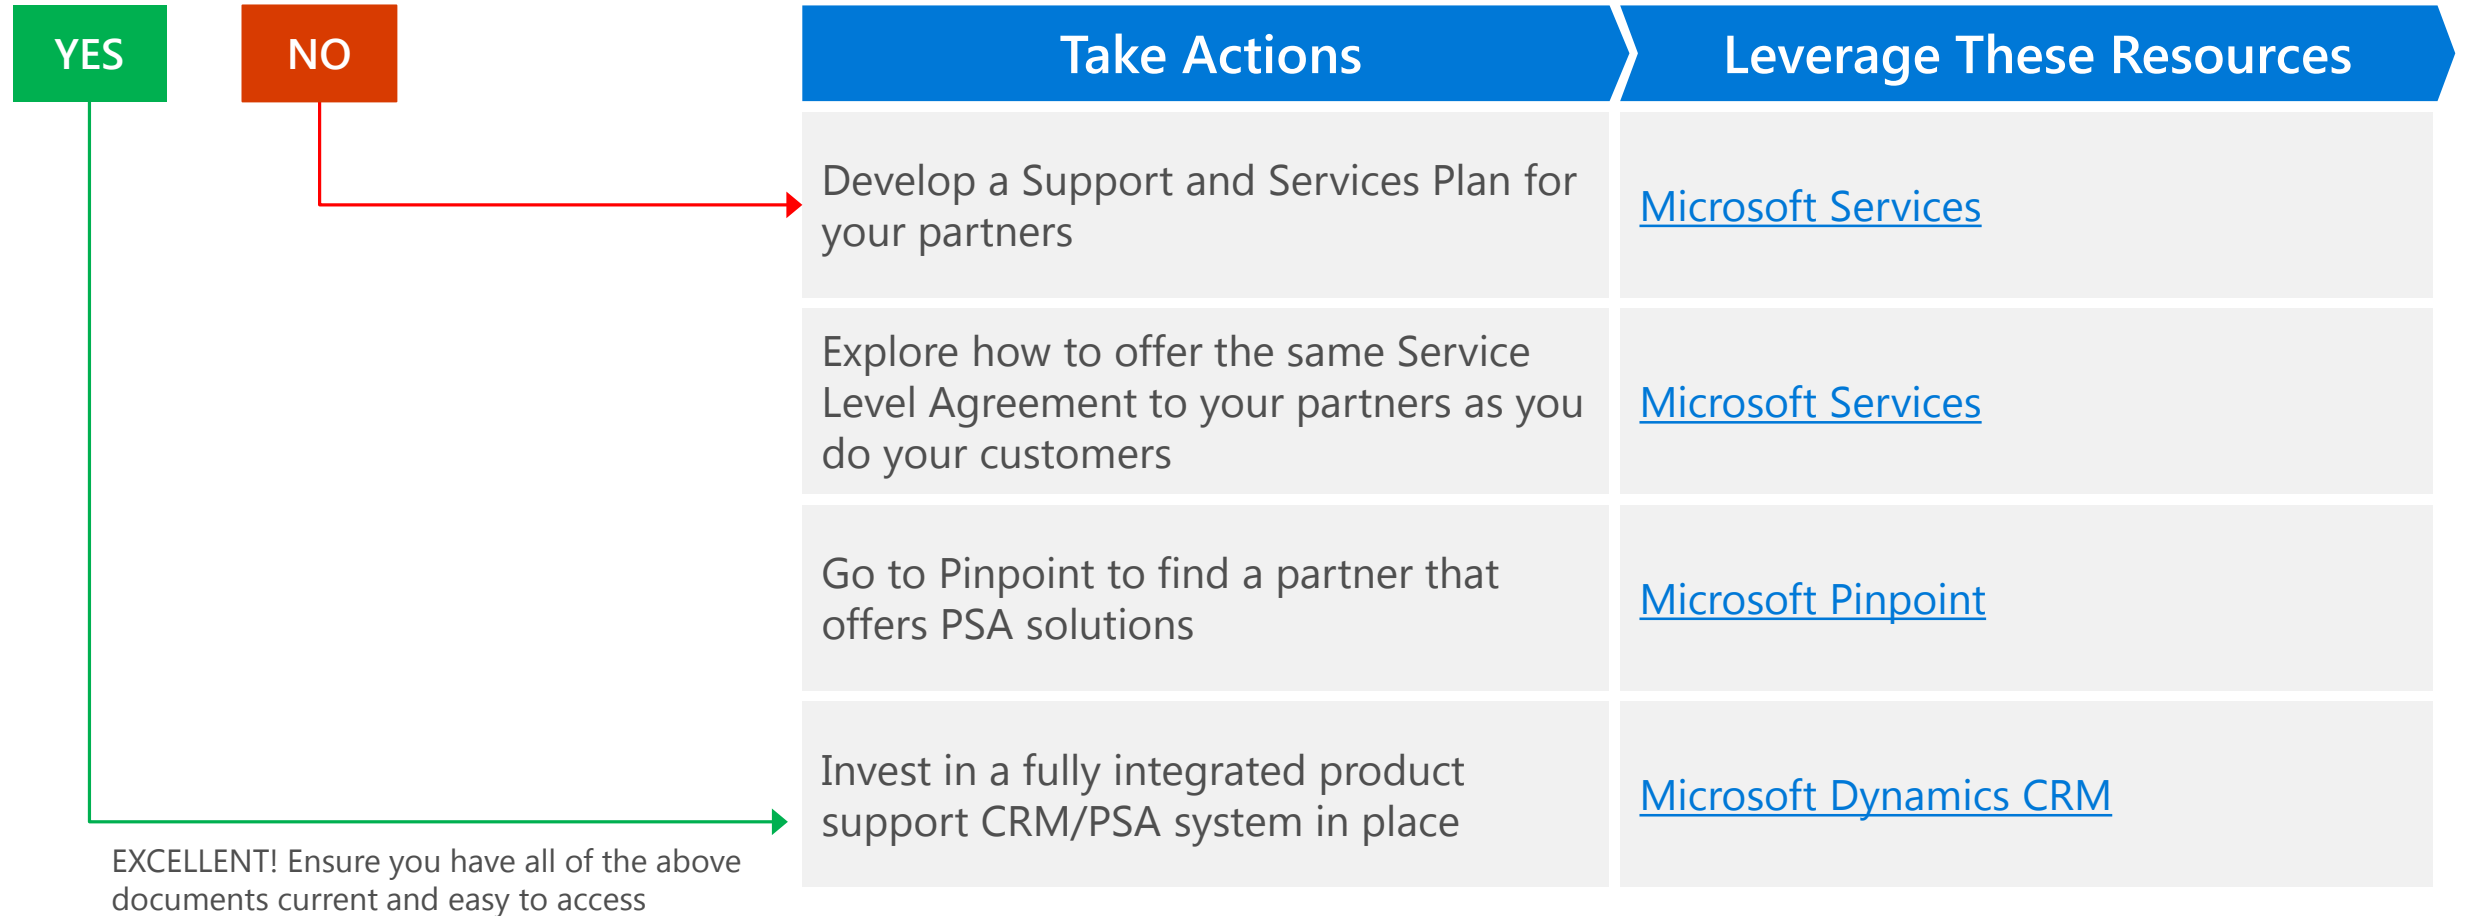 YES
NO
Take Actions
Leverage These Resources
Develop a Support and Services Plan for
your partners
Microsoft Services
Explore how to offer the same Service
Level Agreement to your partners as you
do your customers
Microsoft Services
Go to Pinpoint to find a partner that
offers PSA solutions
Microsoft Pinpoint
Invest in a fully integrated product
support CRM/PSA system in place
Microsoft Dynamics CRM
EXCELLENT! Ensure you have all of the above
documents current and easy to access